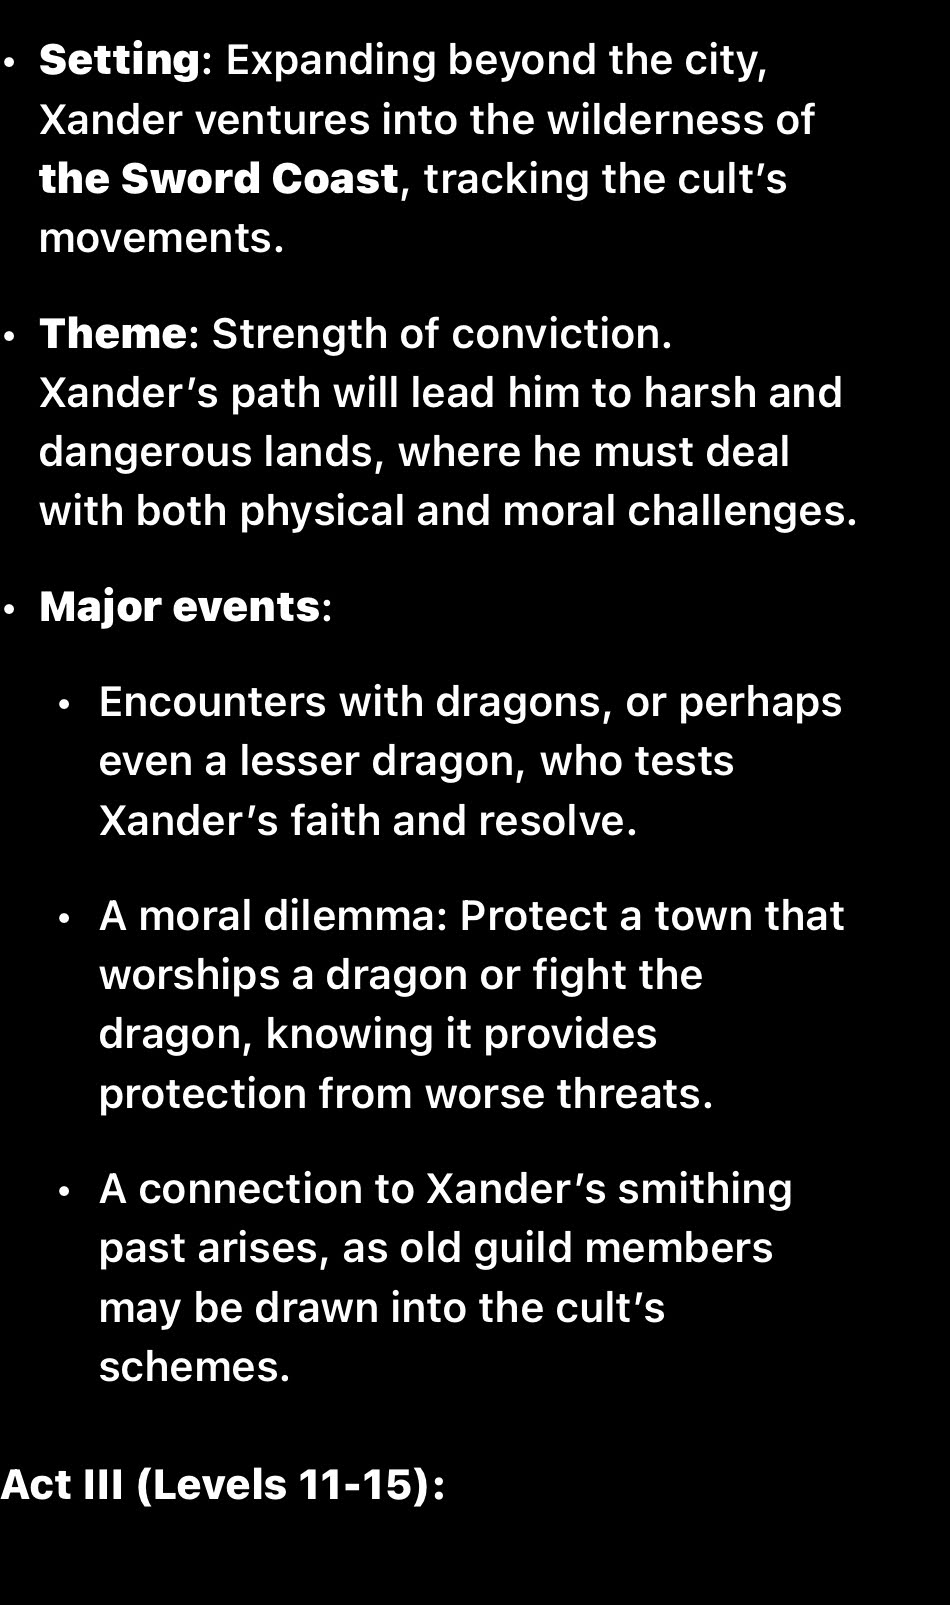 • Setting: Expanding beyond the city,
Xander ventures into the wilderness of
the Sword Coast, tracking the cult’s
movements.
• Theme: Strength of conviction.
Xander’s path will lead him to harsh and
dangerous lands, where he must deal
with both physical and moral challenges.
• Major events:
• Encounters with dragons, or perhaps
even a lesser dragon, who tests
Xander’s faith and resolve.
• A moral dilemma: Protect a town that
worships a dragon or fight the
dragon, knowing it provides
protection from worse threats.
• A connection to Xander’s smithing
past arises, as old guild members
may be drawn into the cult’s
schemes.
Act III (Levels 11-15):